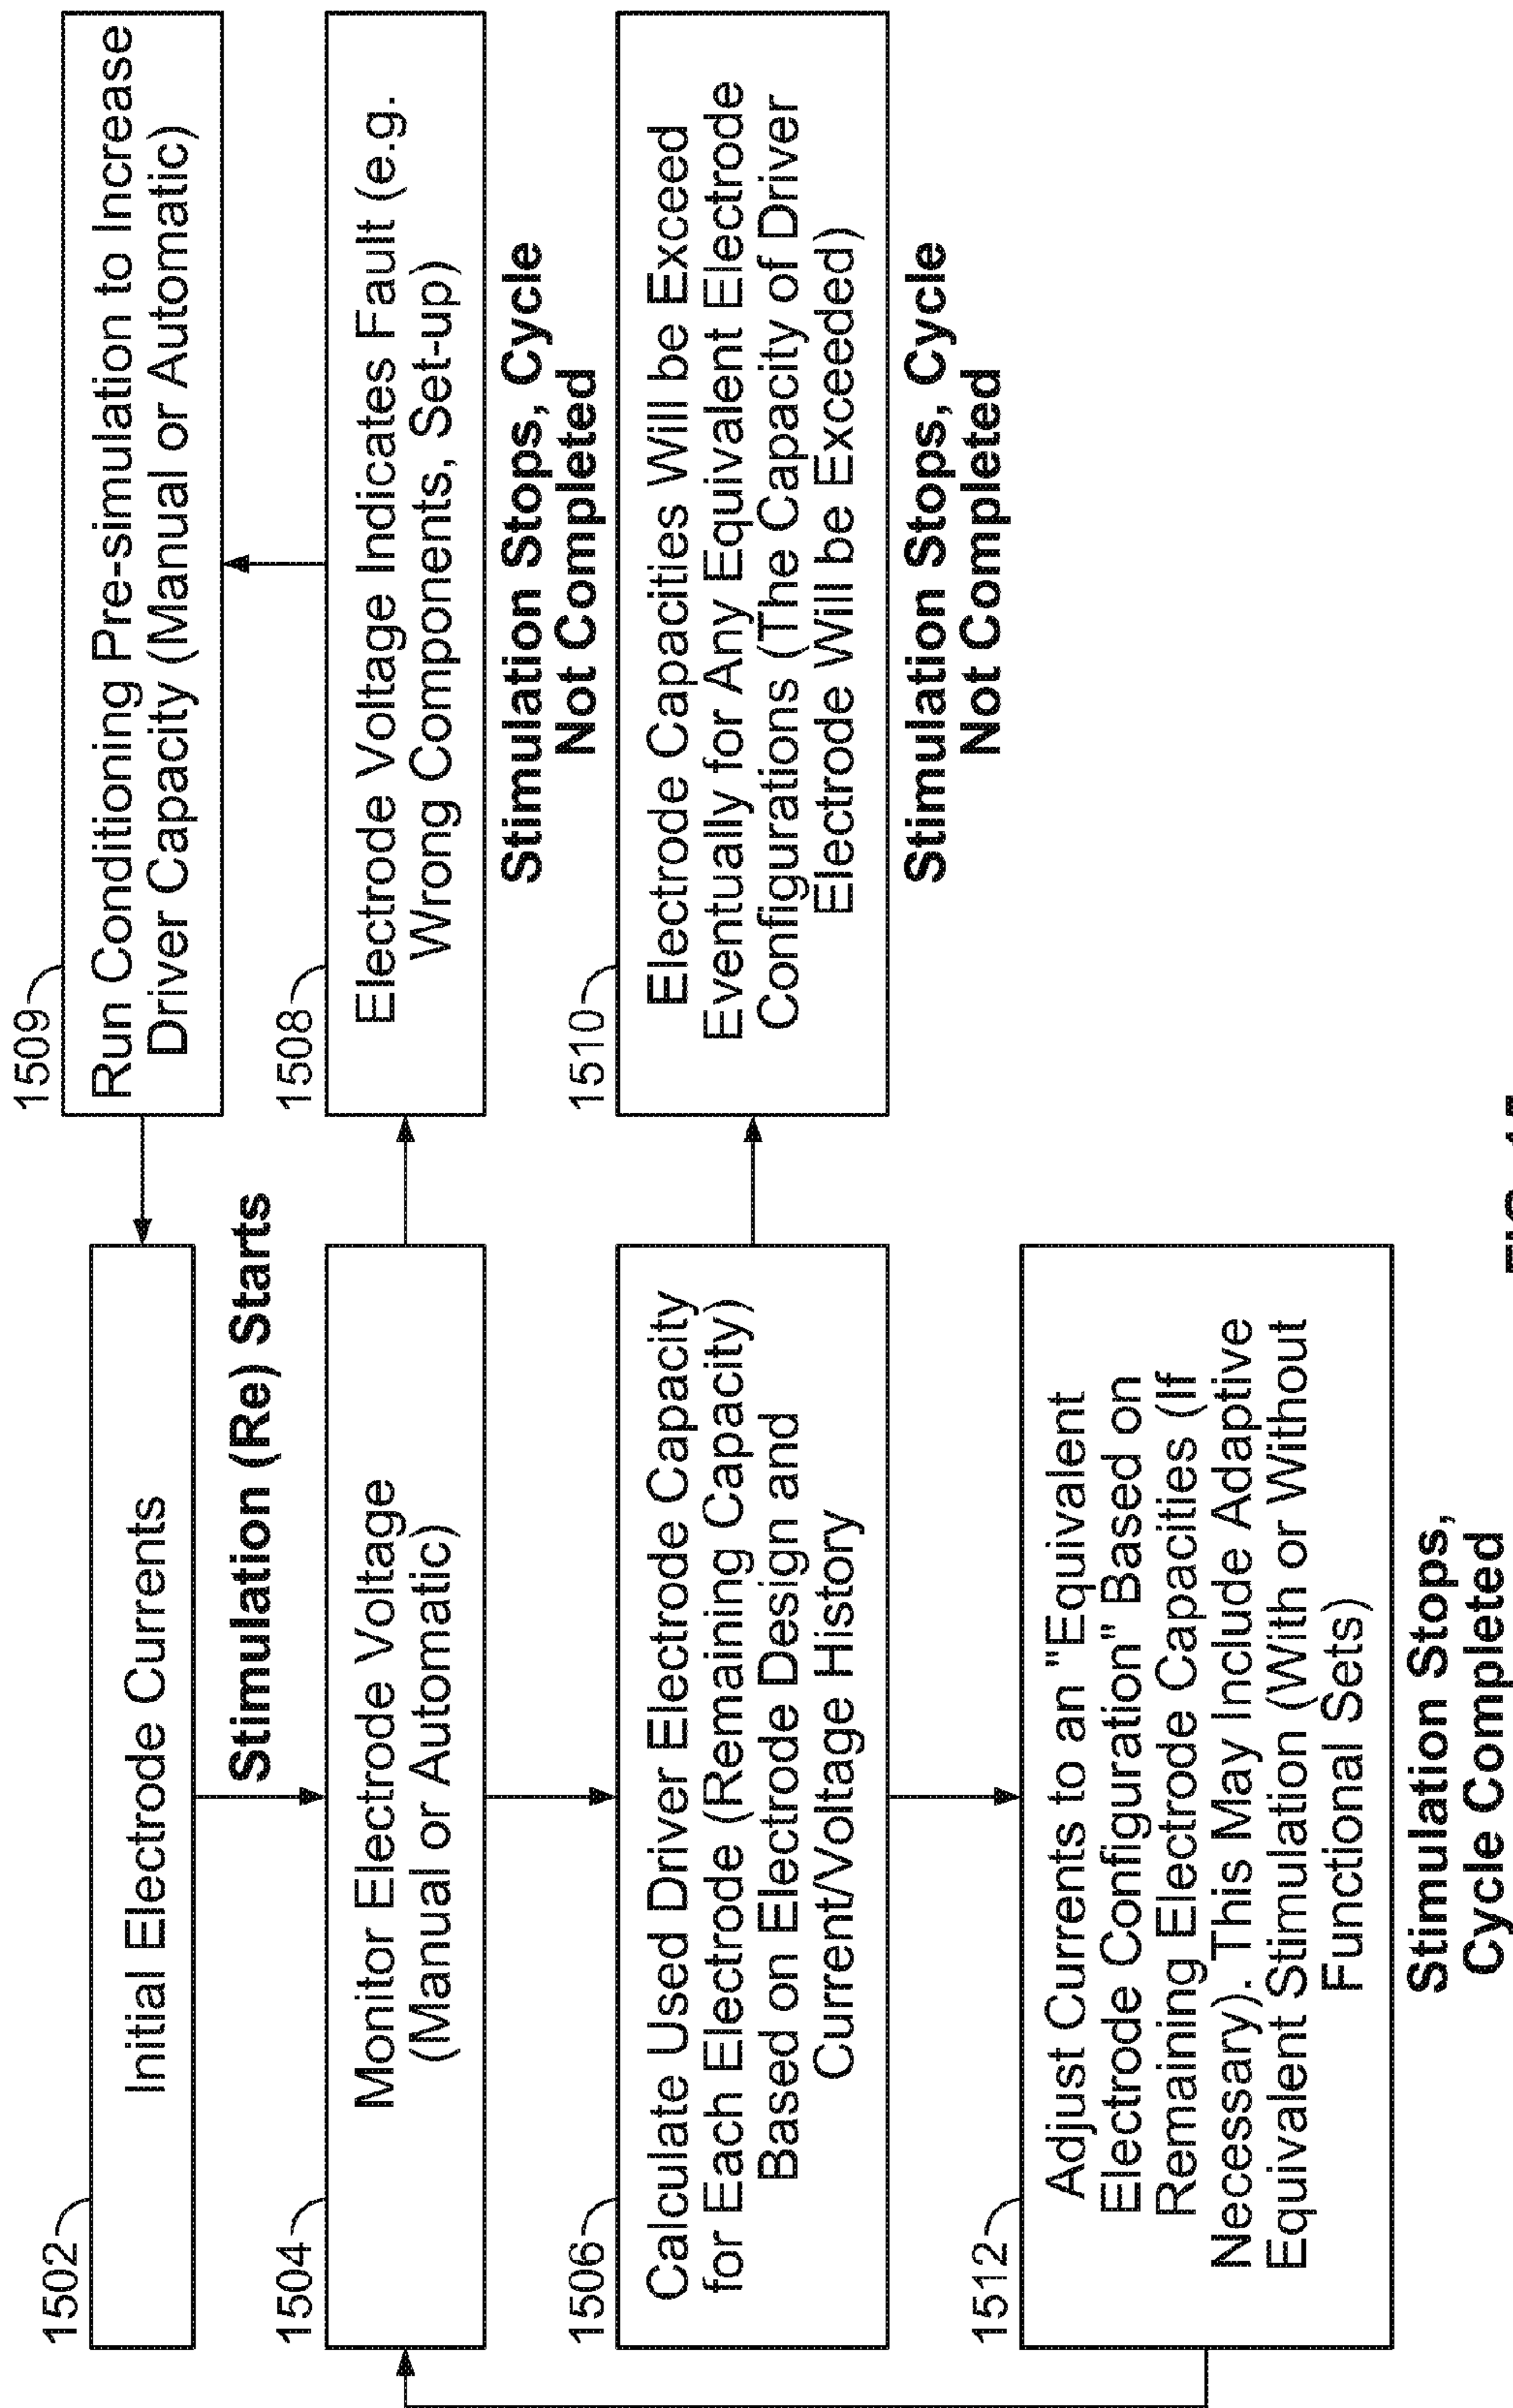 1509
Run Conditioning Pre-simulation to Increase
Driver Capacity (Manual or Automatic)
1502
Initial Electrode Currents
Stimulation (Re) Starts
1508
Electrode Voltage Indicates Fault (e.g.
Wrong Components, Set-up)
Stimulation Stops, Cycle
Not Completed
1504
Monitor Electrode Voltage
(Manual or Automatic)
1510
Electrode Capacities Will be Exceed
Eventually for Any Equivalent Electrode
Configurations (The Capacity of Driver
Electrode Will be Exceeded)
Stimulation Stops, Cycle
Not Completed
1506
Calculate Used Driver Electrode Capacity
for Each Electrode (Remaining Capacity)
Based on Electrode Design and
Current/Voltage History
1512
Adjust Currents to an "Equivalent
Electrode Configuration" Based on
Remaining Electrode Capacities (If
Necessary). This May Include Adaptive
Equivalent Stimulation (With or Without
Functional Sets)
Stimulation Stops,
Cycle Completed